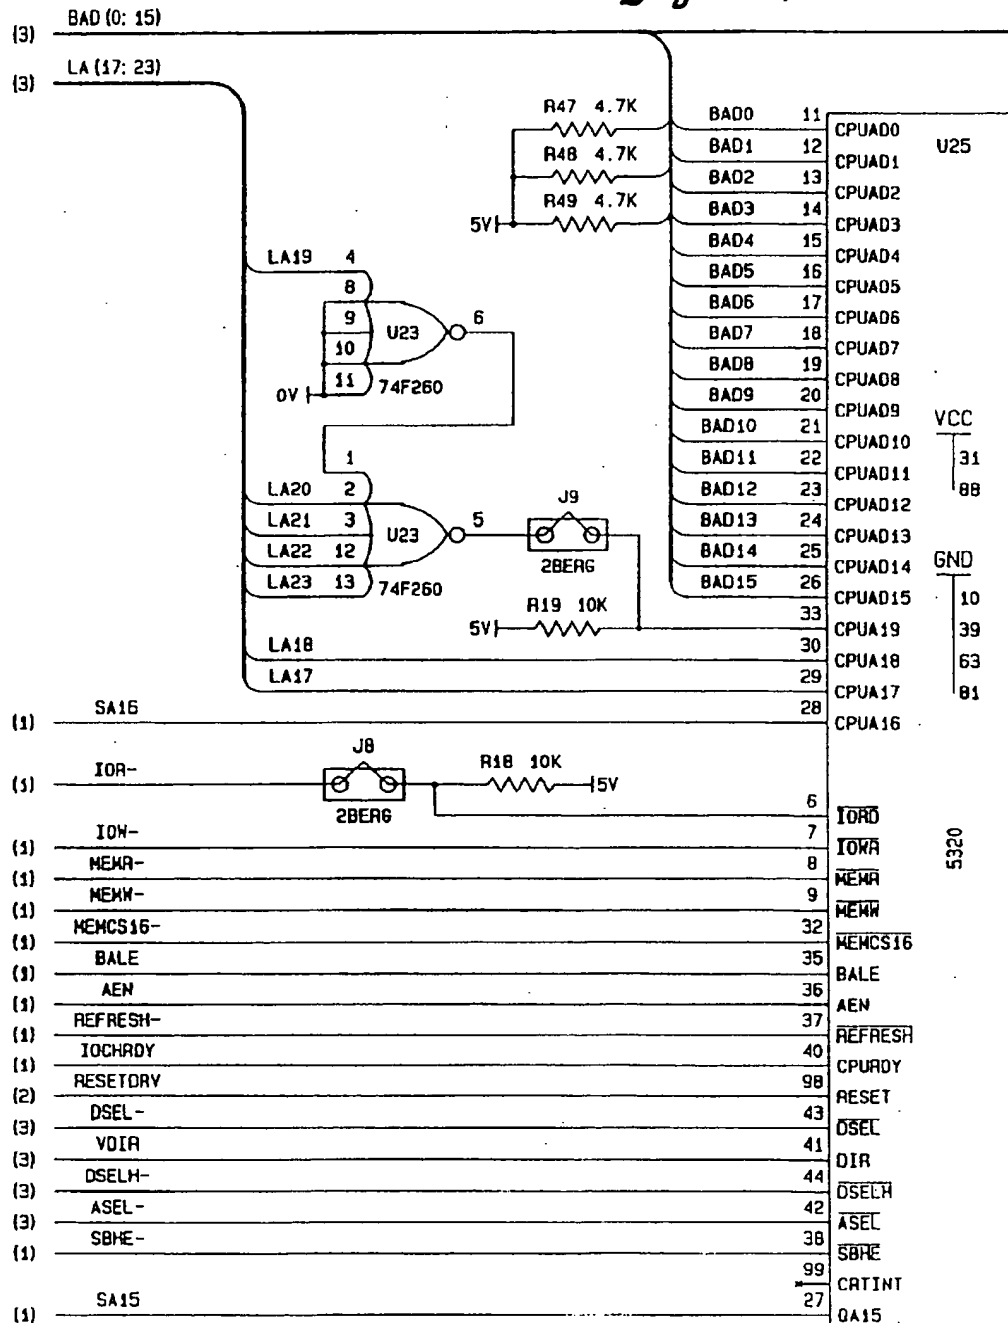 (3) BAD (0: 15)
(3) LA (17: 23)
R47 4.7K
R48 4.7K
R49 4.7K
5V
BAD0 11 CPUAD0
U25
BAD1 12 CPUAD1
BAD2 13 CPUAD2
BAD3 14 CPUAD3
BAD4 15 CPUAD4
BAD5 16 CPUAD5
BAD6 17 CPUAD6
BAD7 18 CPUAD7
BAD8 19 CPUAD8
BAD9 20 CPUAD9
BAD10 21 CPUAD10
BAD11 22 CPUAD11
BAD12 23 CPUAD12
BAD13 24 CPUAD13
BAD14 25 CPUAD14
BAD15 26 CPUAD15
VCC
31
88
GND
10
39
63
81
LA19 4
8
9
10
11
U23
6
74F260
0V
1
LA20 2
LA21 3
LA22 12
LA23 13
U23
5
74F260
J9
2BERG
R19 10K
5V
33 CPUA19
LA18 30 CPUA18
LA17 29 CPUA17
(1) SA16 28 CPUA16
(1) IOR-
J8
2BERG
R18 10K
5V
6 IORD
(1) IOW- 7 IOWR
(1) MEMR- 8 MEMR
(1) MEMW- 9 MEMW
(1) MEMCS16- 32 MEMCS16
(1) BALE 35 BALE
(1) AEN 36 AEN
(1) REFRESH- 37 REFRESH
(1) IOCHRDY 40 CPURDY
(2) RESETDRV 98 RESET
(3) DSEL- 43 DSEL
(3) VDIR 41 DIR
(3) DSELH- 44 DSELH
(3) ASEL- 42 ASEL
(1) SBHE- 38 SBHE
99 CRTINT
(1) SA15 27 OA15
5320